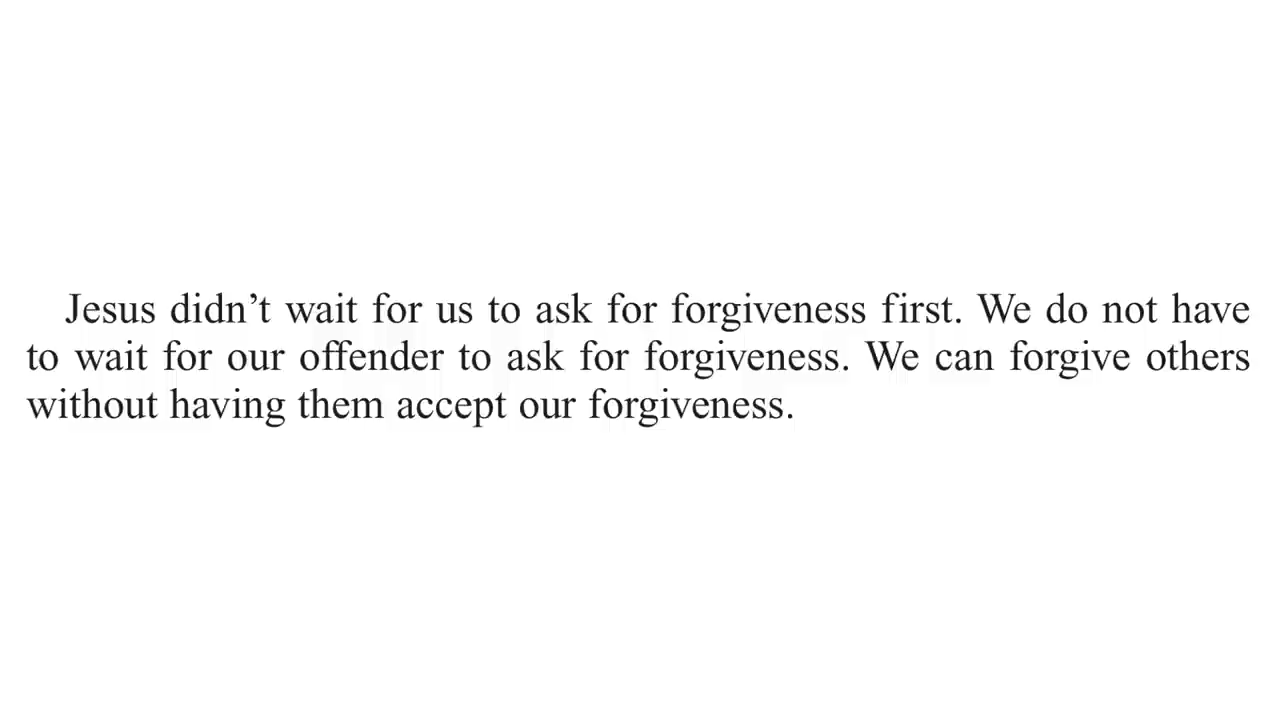 Jesus didn’t wait for us to ask for forgiveness first. We do not have
to wait for our offender to ask for forgiveness. We can forgive others
without having them accept our forgiveness.